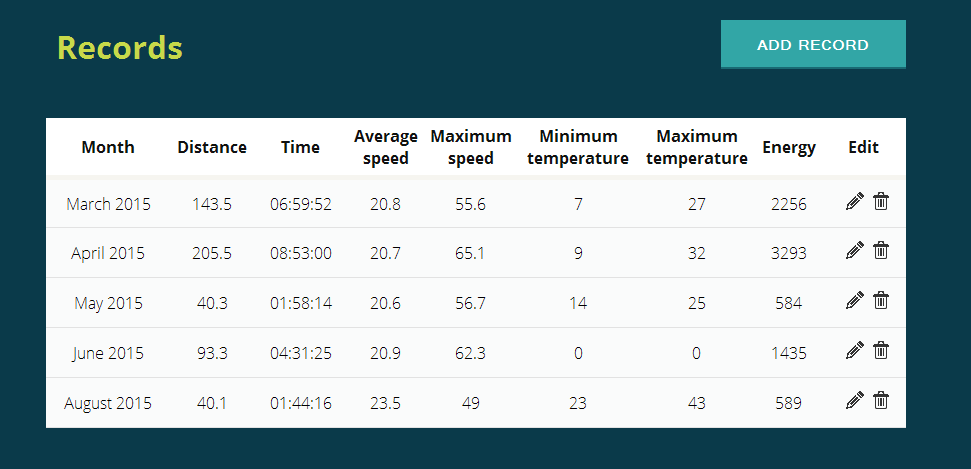 Records
ADD RECORD
Month Distance Time Average speed Maximum speed Minimum temperature Maximum temperature Energy Edit
March 2015 143.5 06:59:52 20.8 55.6 7 27 2256
April 2015 205.5 08:53:00 20.7 65.1 9 32 3293
May 2015 40.3 01:58:14 20.6 56.7 14 25 584
June 2015 93.3 04:31:25 20.9 62.3 0 0 1435
August 2015 40.1 01:44:16 23.5 49 23 43 589